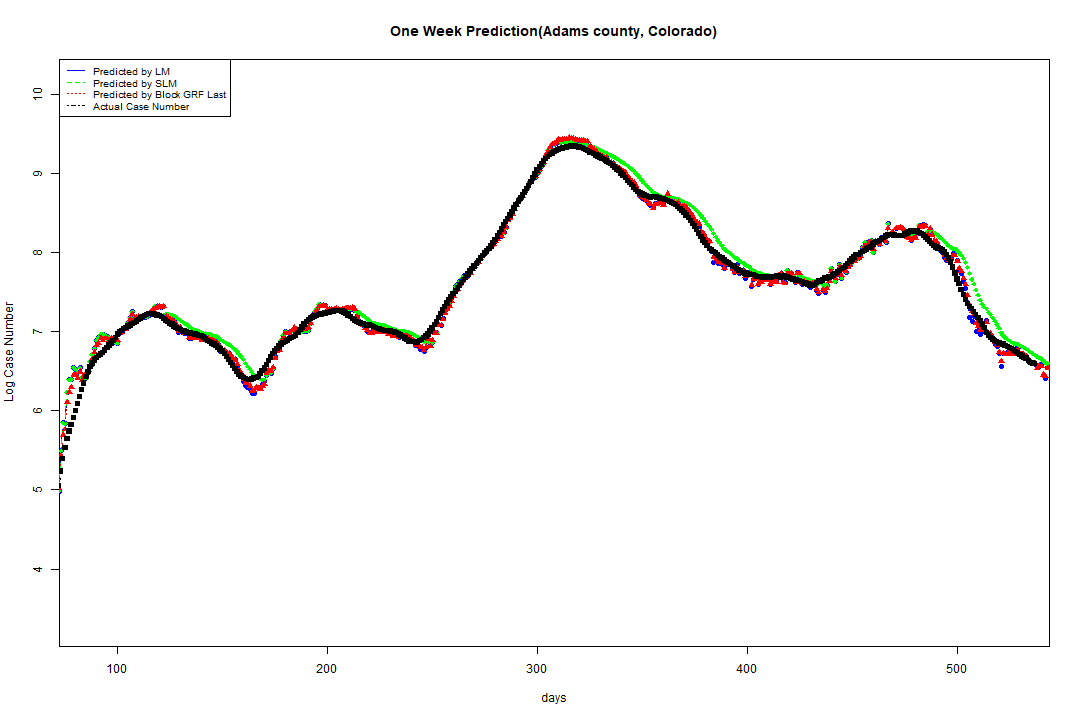 One Week Prediction(Adams county, Colorado)
Predicted by LM
Predicted by SLM
Predicted by Block GRF Last
Actual Case Number
10
9
8
7
6
5
4
Log Case Number
100 200 300 400 500
days